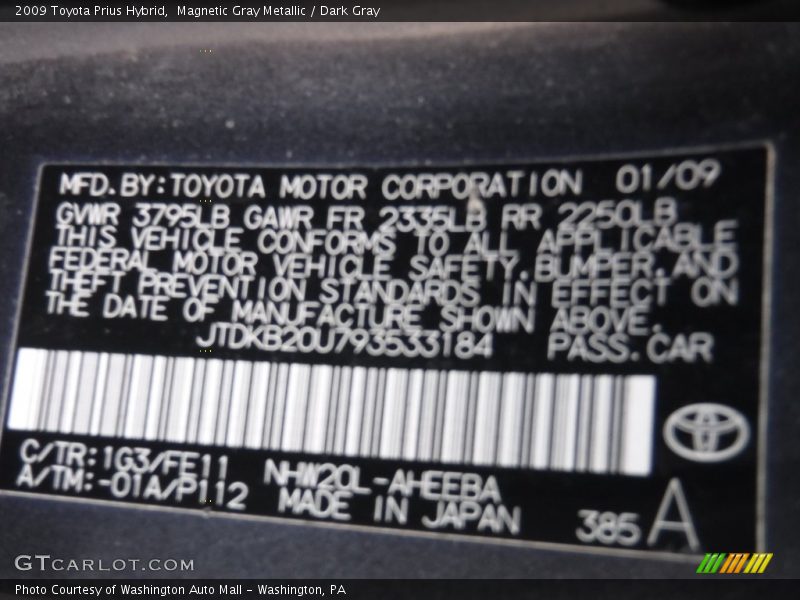 2009 Toyota Prius Hybrid,  Magnetic Gray Metallic / Dark Gray
MFD. BY: TOYOTA MOTOR CORPORATION 01/09
GVWR 3795LB GAWR FR 2335LB RR 2250LB
THIS VEHICLE CONFORMS TO ALL APPLICABLE
FEDERAL MOTOR VEHICLE SAFETY, BUMPER, AND
THEFT PREVENTION STANDARDS IN EFFECT ON
THE DATE OF MANUFACTURE SHOWN ABOVE.
JTDKB20U793533184 PASS. CAR
C/TR: 1G3/FE11 NHW20L-AHEEBA
A/TM: -01A/P112 MADE IN JAPAN 385 A
GTCARLOT.COM
Photo Courtesy of Washington Auto Mall - Washington, PA